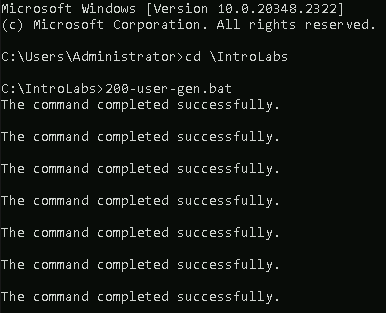 Microsoft Windows [Version 10.0.20348.2322]
(c) Microsoft Corporation. All rights reserved.
C:\Users\Administrator>cd \IntroLabs
C:\IntroLabs>200-user-gen.bat
The command completed successfully.
The command completed successfully.
The command completed successfully.
The command completed successfully.
The command completed successfully.
The command completed successfully.
The command completed successfully.